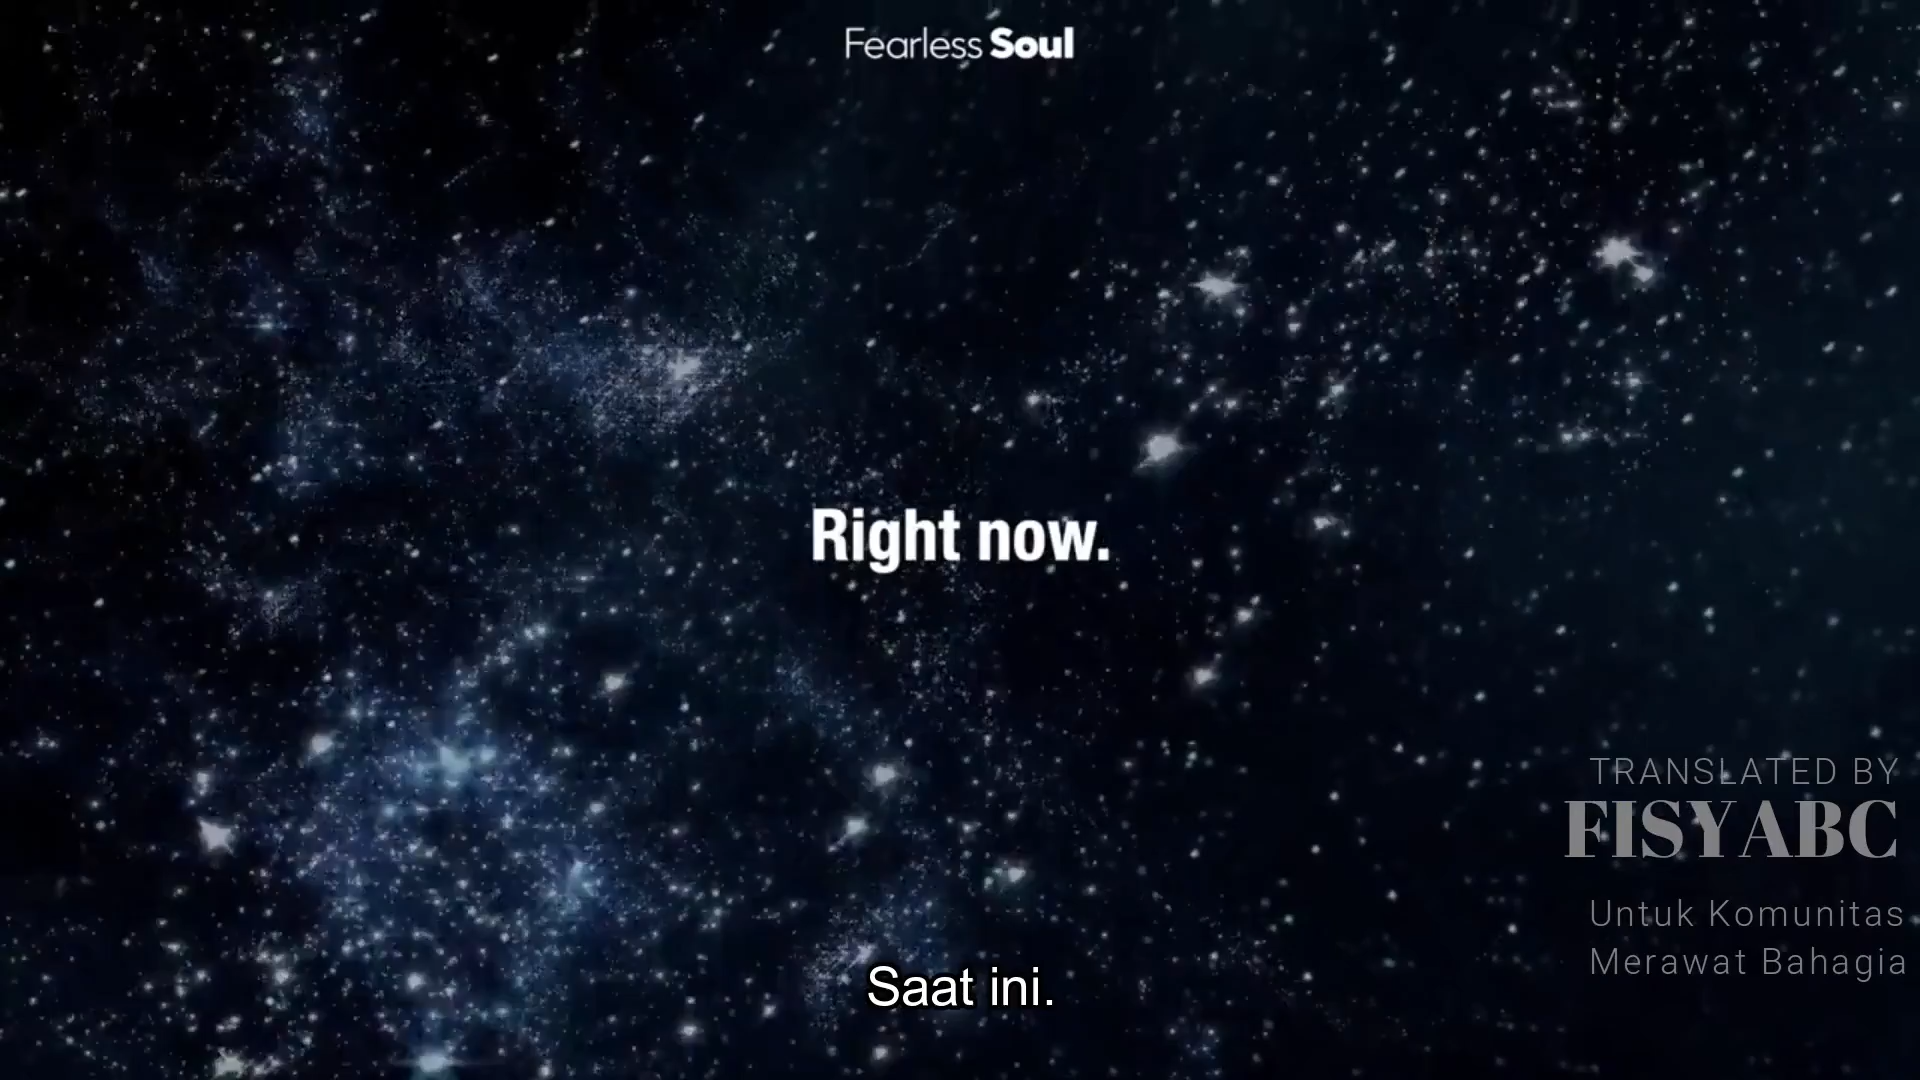 Fearless Soul
Right now.
TRANSLATED BY
FISYABC
Untuk Komunitas
Merawat Bahagia
Saat ini.